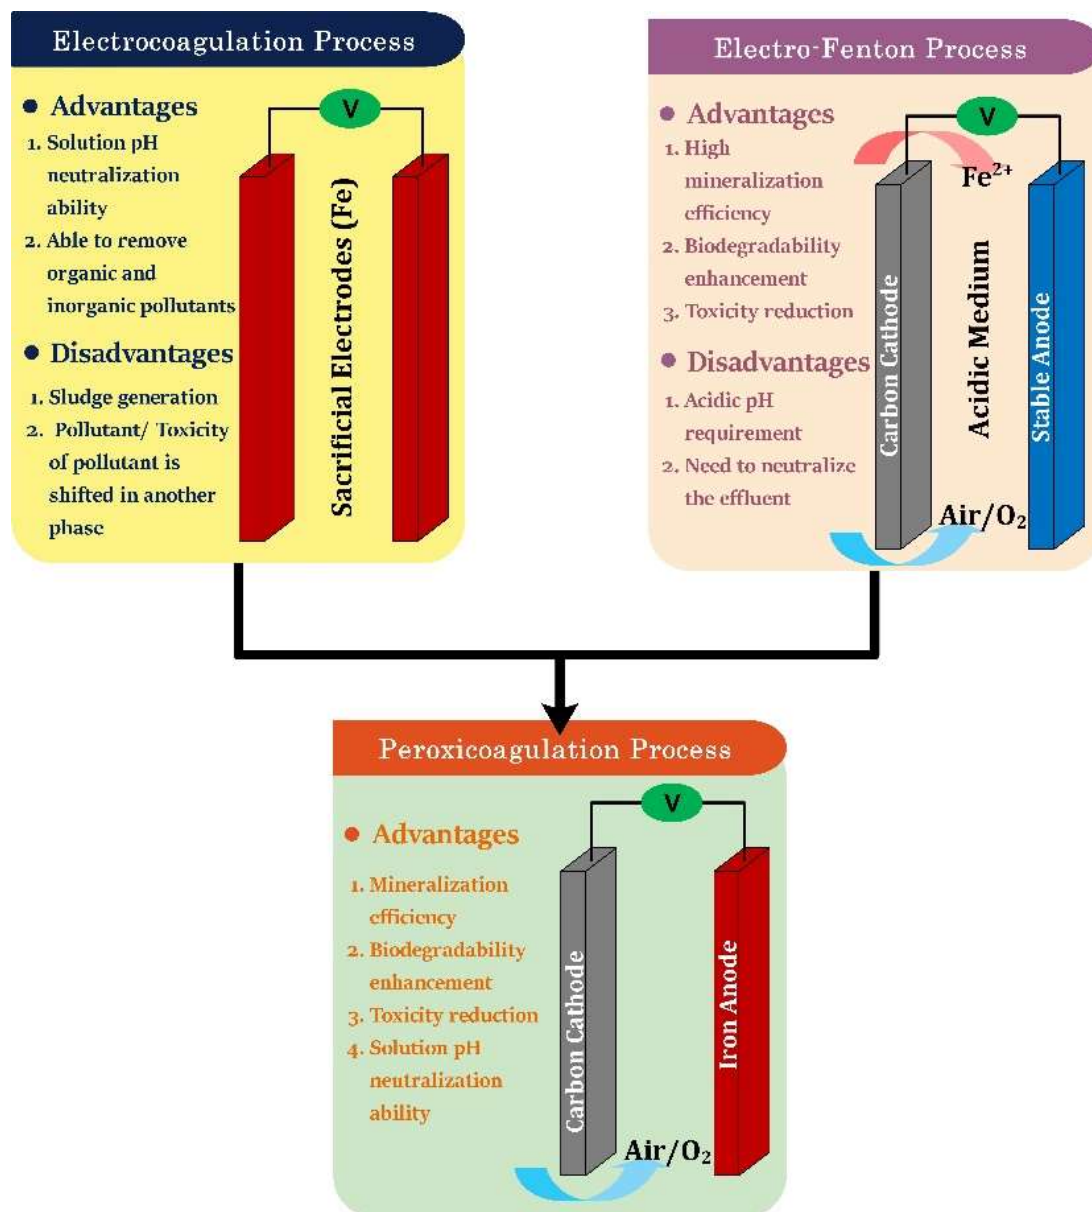 Electrocoagulation Process
● Advantages
1. Solution pH
neutralization
ability
2. Able to remove
organic and
inorganic pollutants
● Disadvantages
1. Sludge generation
2. Pollutant/ Toxicity
of pollutant is
shifted in another
phase
V
Sacrificial Electrodes (Fe)
Electro-Fenton Process
● Advantages
1. High
mineralization
efficiency
2. Biodegradability
enhancement
3. Toxicity reduction
● Disadvantages
1. Acidic pH
requirement
2. Need to neutralize
the effluent
V
Fe²⁺
Carbon Cathode
Acidic Medium
Stable Anode
Air/O₂
Peroxicoagulation Process
● Advantages
1. Mineralization
efficiency
2. Biodegradability
enhancement
3. Toxicity reduction
4. Solution pH
neutralization
ability
V
Carbon Cathode
Iron Anode
Air/O₂